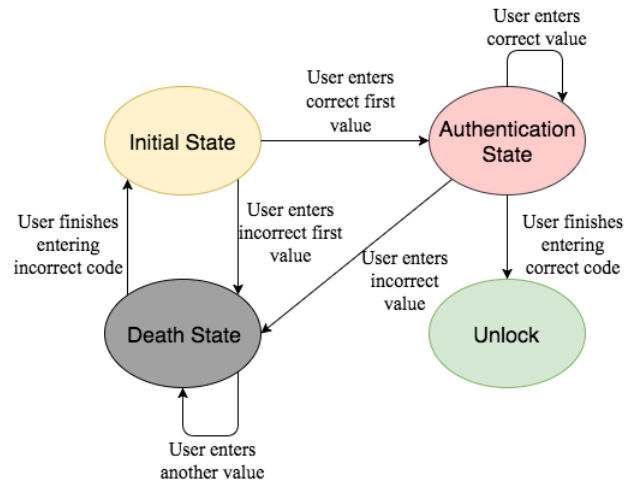 User enters
correct value
User enters
correct first
value
Initial State
Authentication
State
User finishes
entering
incorrect code
User enters
incorrect first
value
User enters
incorrect
value
User finishes
entering
correct code
Death State
Unlock
User enters
another value